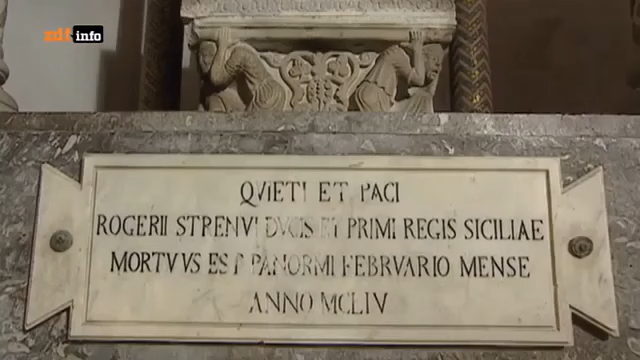 zdf info
QVIETI ET PACI
ROGERII STRENVI DVCIS ET PRIMI REGIS SICILIAE
MORTVVS EST PANORMI FEBRVARIO MENSE
ANNO MCLIV